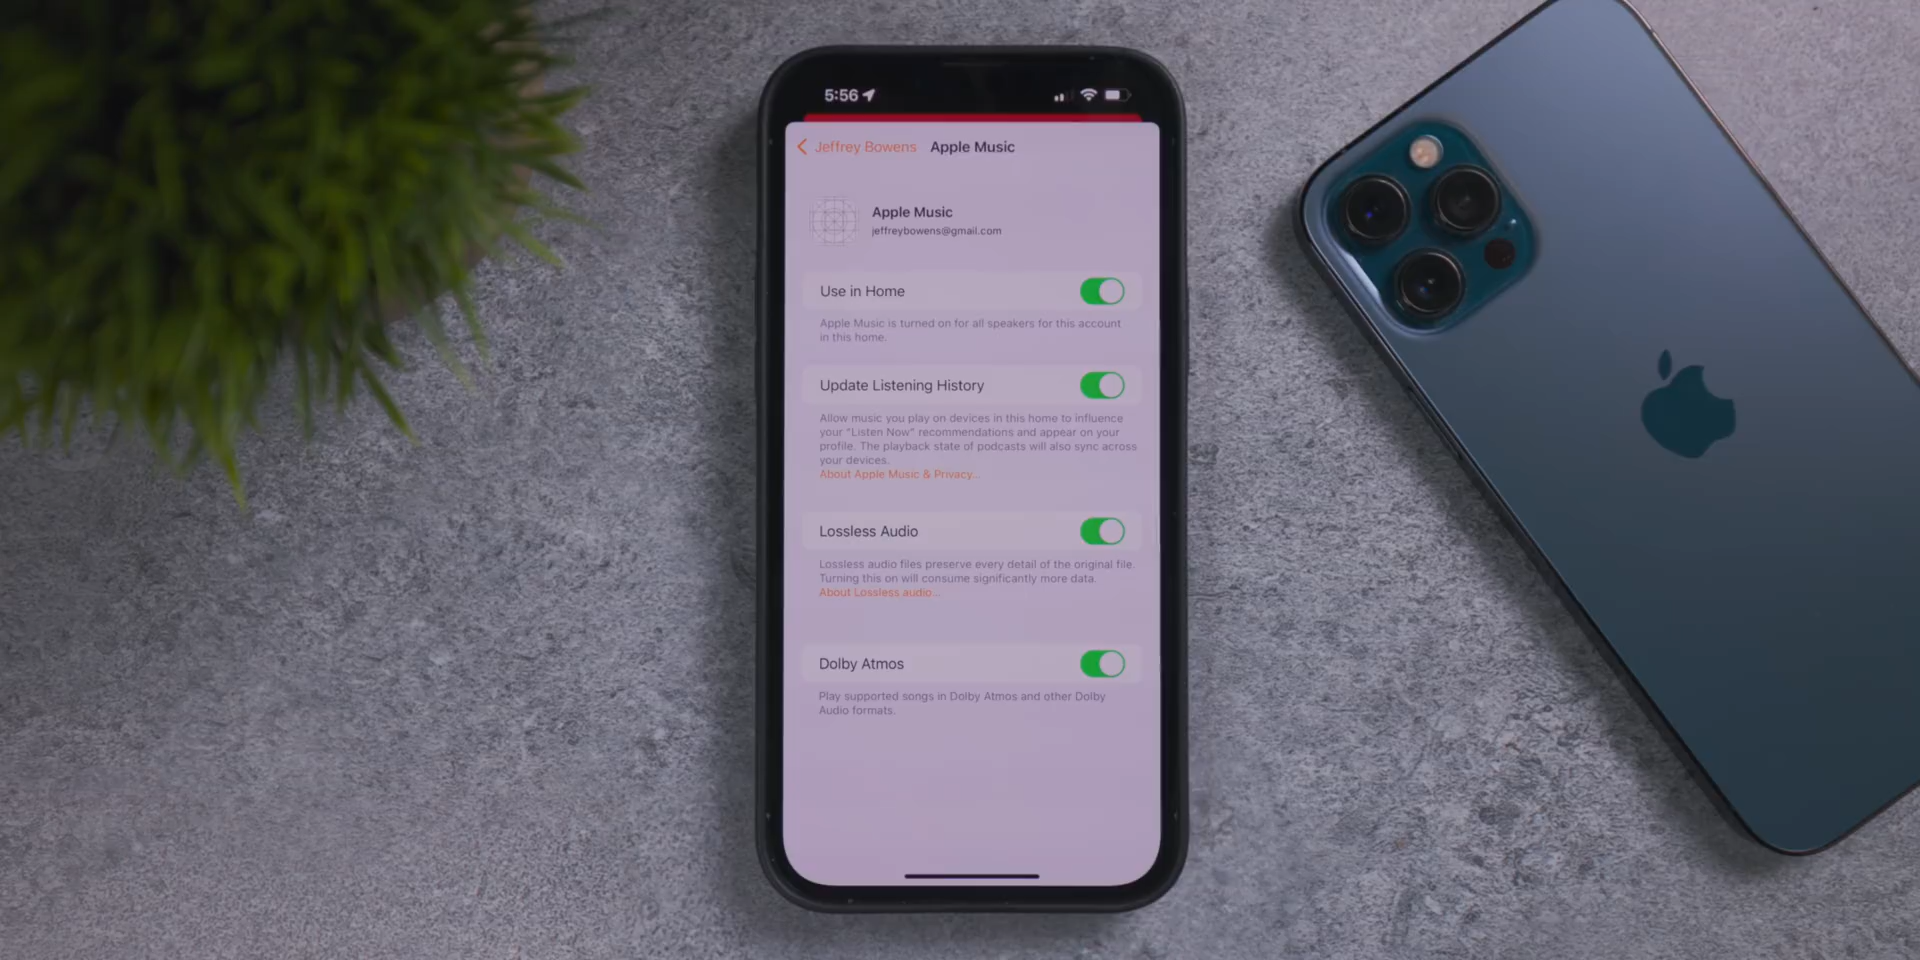 5:56
Jeffrey Bowens Apple Music
Apple Music
jeffreybowens@gmail.com
Use in Home
Apple Music is turned on for all speakers for this account
in this home.
Update Listening History
Allow music you play on devices in this home to influence
your "Listen Now" recommendations and appear on your
profile. The playback state of podcasts will also sync across
your devices.
About Apple Music & Privacy...
Lossless Audio
Lossless audio files preserve every detail of the original file.
Turning this on will consume significantly more data.
About Lossless audio...
Dolby Atmos
Play supported songs in Dolby Atmos and other Dolby
Audio formats.